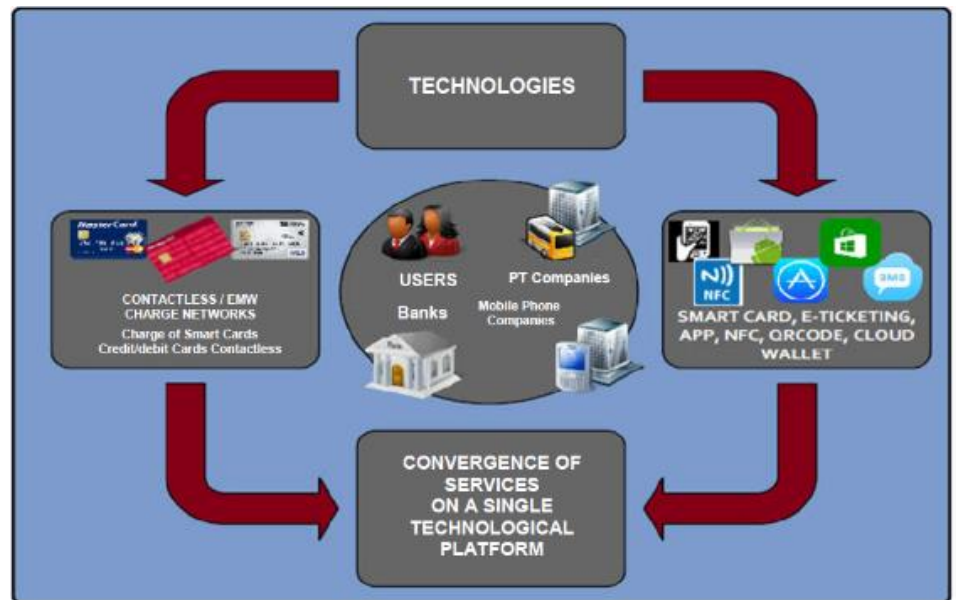 TECHNOLOGIES
MasterCard
CONTACTLESS / EMW
CHARGE NETWORKS
Charge of Smart Cards
Credit/debit Cards Contactless
USERS
PT Companies
Banks
Mobile Phone
Companies
NFC
SMS
SMART CARD, E-TICKETING,
APP, NFC, QRCODE, CLOUD
WALLET
CONVERGENCE OF
SERVICES
ON A SINGLE
TECHNOLOGICAL
PLATFORM